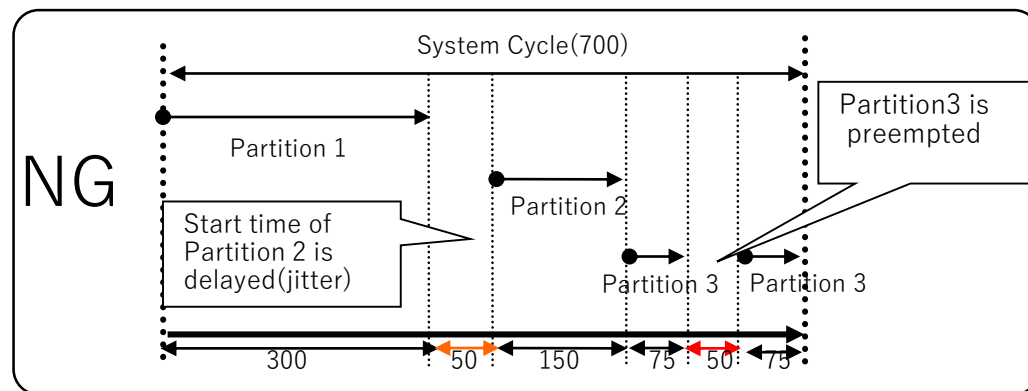 System Cycle(700)
Partition3 is
preempted
Partition 1
NG
Partition 2
Start time of
Partition 2 is
delayed(jitter)
Partition 3
Partition 3
300
50
150
75
50
75